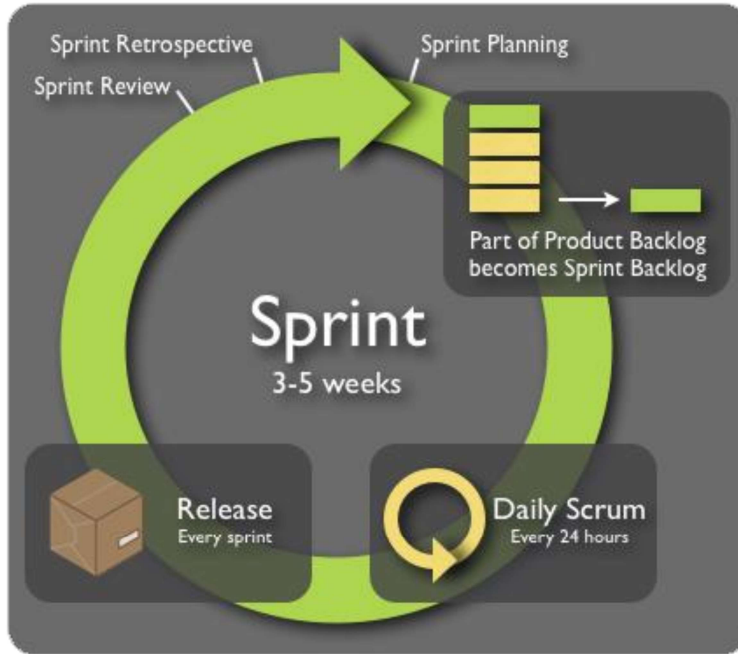 Sprint Retrospective
Sprint Review
Sprint Planning
Part of Product Backlog
becomes Sprint Backlog
Sprint
3-5 weeks
Release
Every sprint
Daily Scrum
Every 24 hours